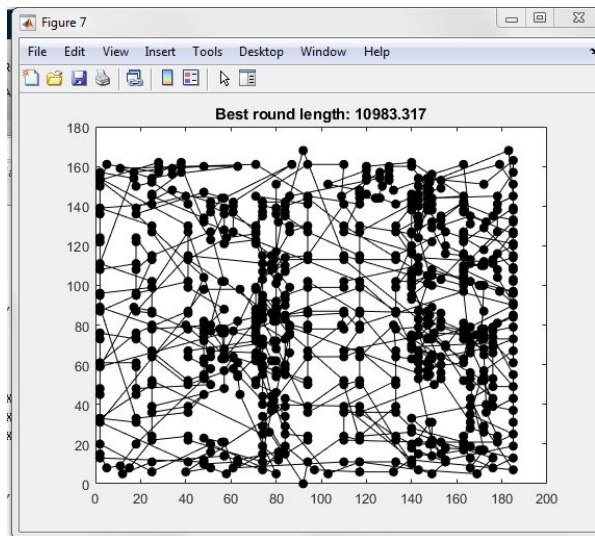 Figure 7
File Edit View Insert Tools Desktop Window Help
Best round length: 10983.317
180
160
140
120
100
80
60
40
20
0
0 20 40 60 80 100 120 140 160 180 200